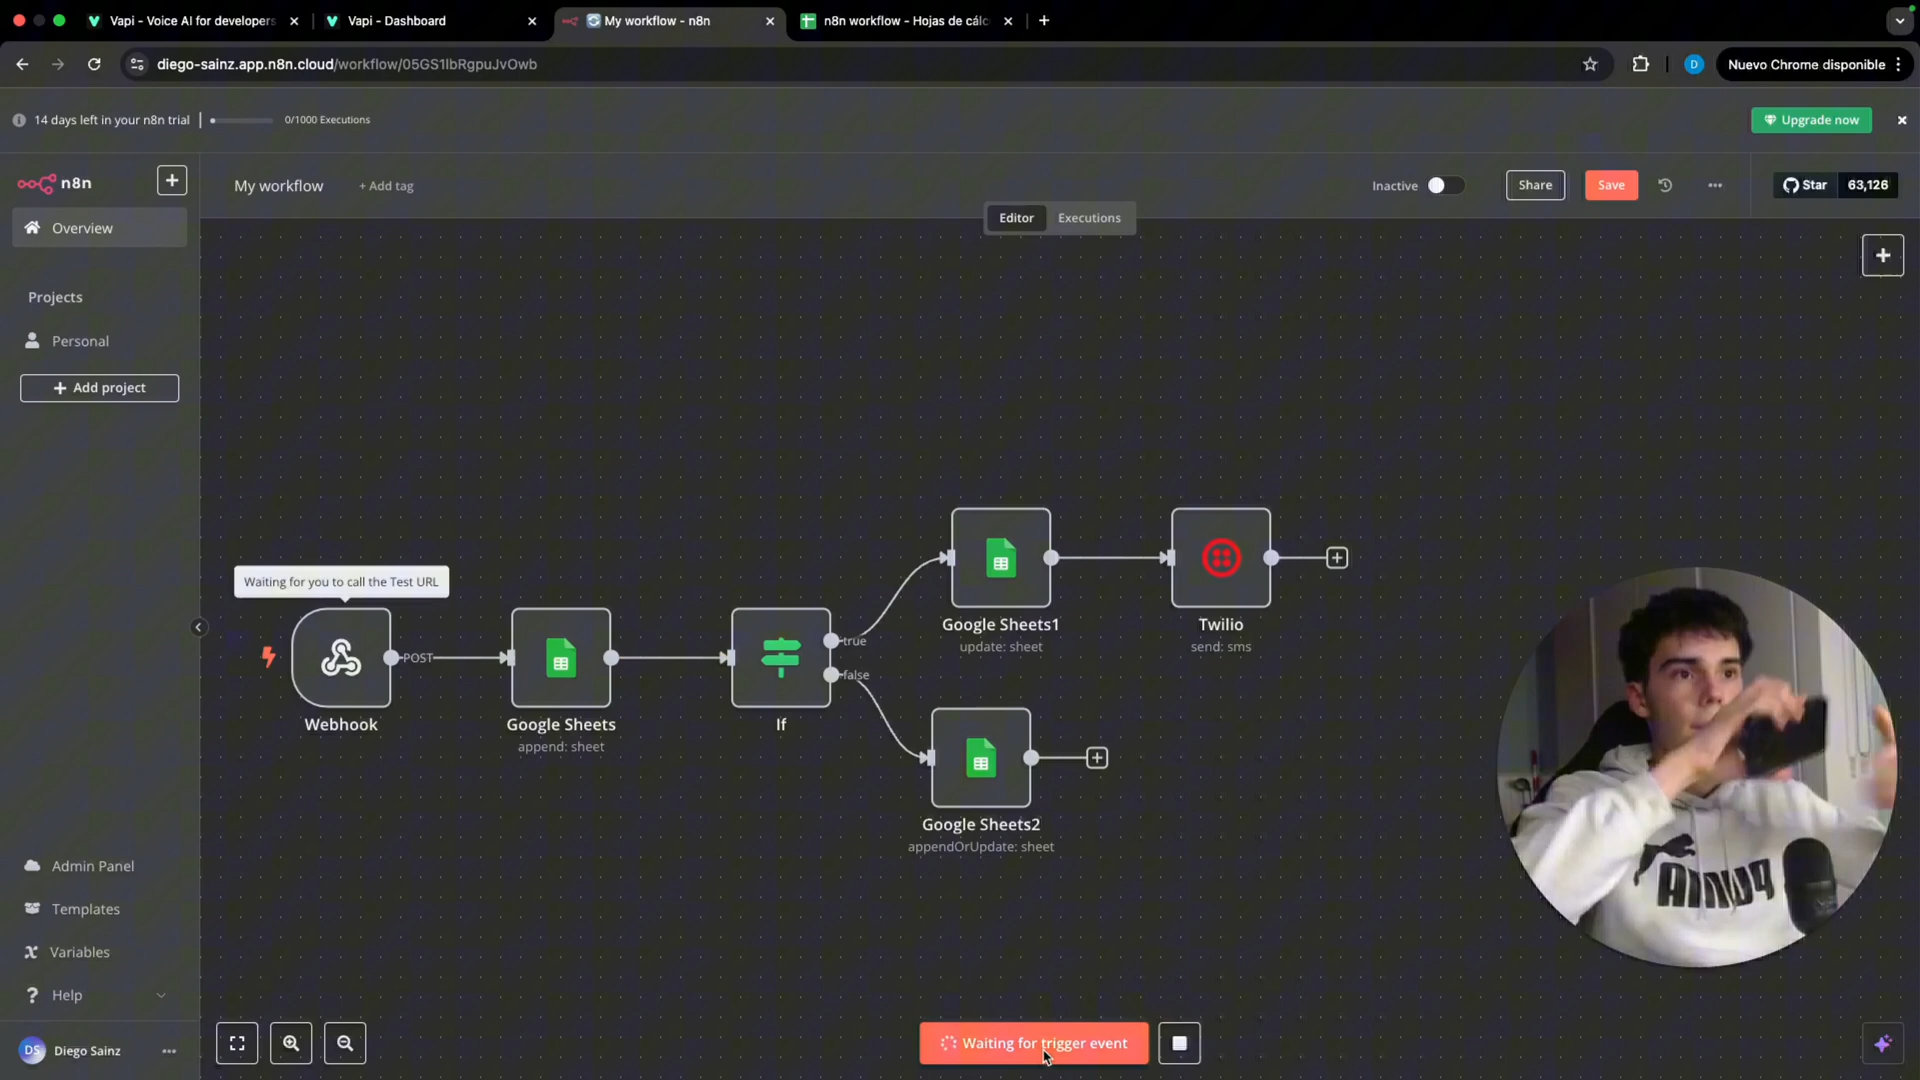 Vapi - Voice AI for developers
Vapi - Dashboard
My workflow - n8n
n8n workflow - Hojas de cálc
diego-sainz.app.n8n.cloud/workflow/05GS1lbRgpuJvOwb
D
Nuevo Chrome disponible
14 days left in your n8n trial
0/1000 Executions
Upgrade now
n8n
My workflow
+ Add tag
Inactive
Share
Save
Star
63,126
Editor
Executions
Overview
Projects
Personal
Add project
Waiting for you to call the Test URL
POST
Webhook
Google Sheets
append: sheet
If
true
false
Google Sheets1
update: sheet
Twilio
send: sms
Google Sheets2
appendOrUpdate: sheet
Admin Panel
Templates
Variables
Help
DS
Diego Sainz
Waiting for trigger event